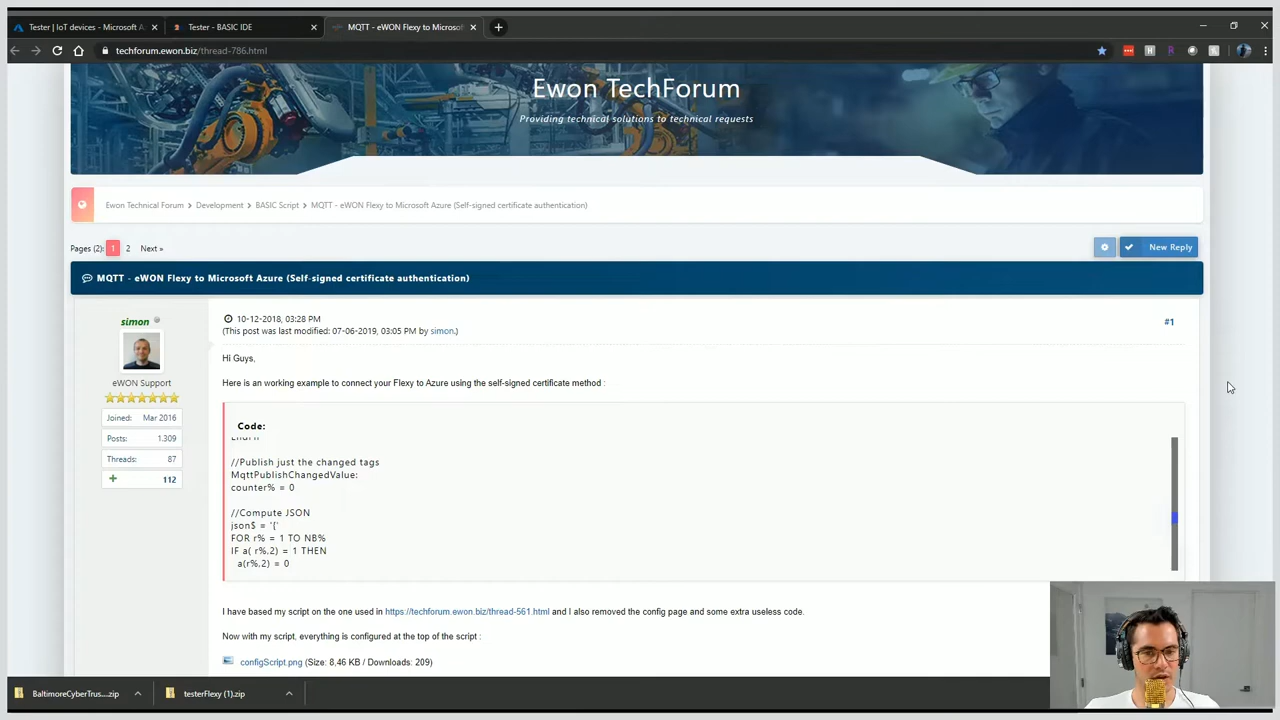 Tester | IoT devices - Microsoft A
Tester - BASIC IDE
MQTT - eWON Flexy to Microsof
techforum.ewon.biz/thread-786.html
Ewon TechForum
Providing technical solutions to technical requests
Ewon Technical Forum > Development > BASIC Script > MQTT - eWON Flexy to Microsoft Azure (Self-signed certificate authentication)
Pages (2): 1 2 Next »
New Reply
MQTT - eWON Flexy to Microsoft Azure (Self-signed certificate authentication)
simon
eWON Support
Joined: Mar 2016
Posts: 1.309
Threads: 87
112
10-12-2018, 03:28 PM
(This post was last modified: 07-06-2019, 03:05 PM by simon.)
#1
Hi Guys,
Here is an working example to connect your Flexy to Azure using the self-signed certificate method :
Code:
//Publish just the changed tags
MqttPublishChangedValue:
counter% = 0
//Compute JSON
json$ = '{'
FOR r% = 1 TO NB%
IF a( r%,2) = 1 THEN
a(r%,2) = 0
I have based my script on the one used in https://techforum.ewon.biz/thread-561.html and I also removed the config page and some extra useless code.
Now with my script, everything is configured at the top of the script :
configScript.png (Size: 8,46 KB / Downloads: 209)
BaltimoreCyberTrus....zip
testerFlexy (1).zip